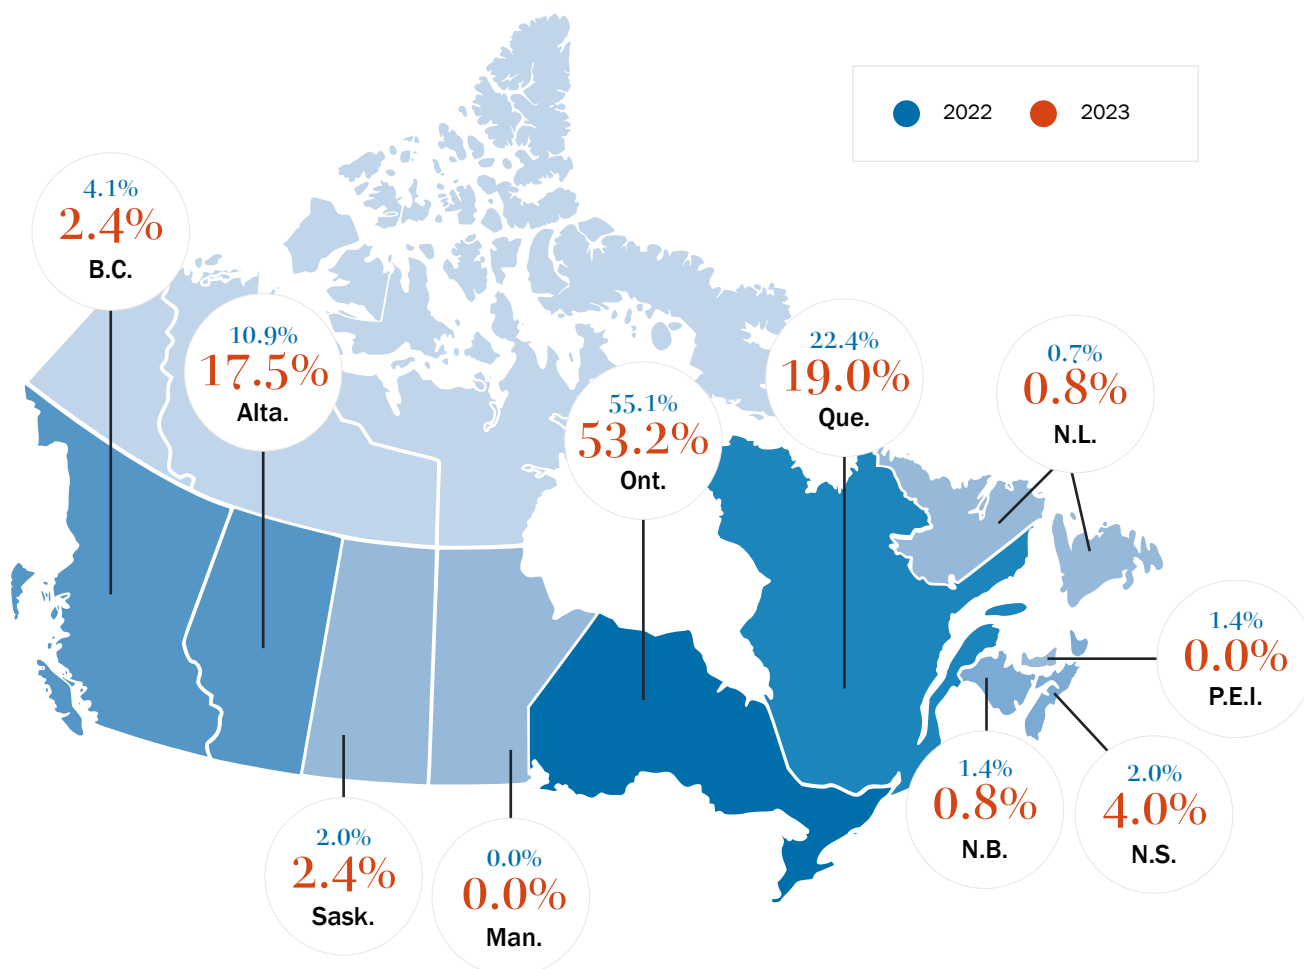 2022
2023
4.1%
2.4%
B.C.
10.9%
17.5%
Alta.
55.1%
53.2%
Ont.
22.4%
19.0%
Que.
0.7%
0.8%
N.L.
1.4%
0.0%
P.E.I.
2.0%
2.4%
Sask.
0.0%
0.0%
Man.
1.4%
0.8%
N.B.
2.0%
4.0%
N.S.